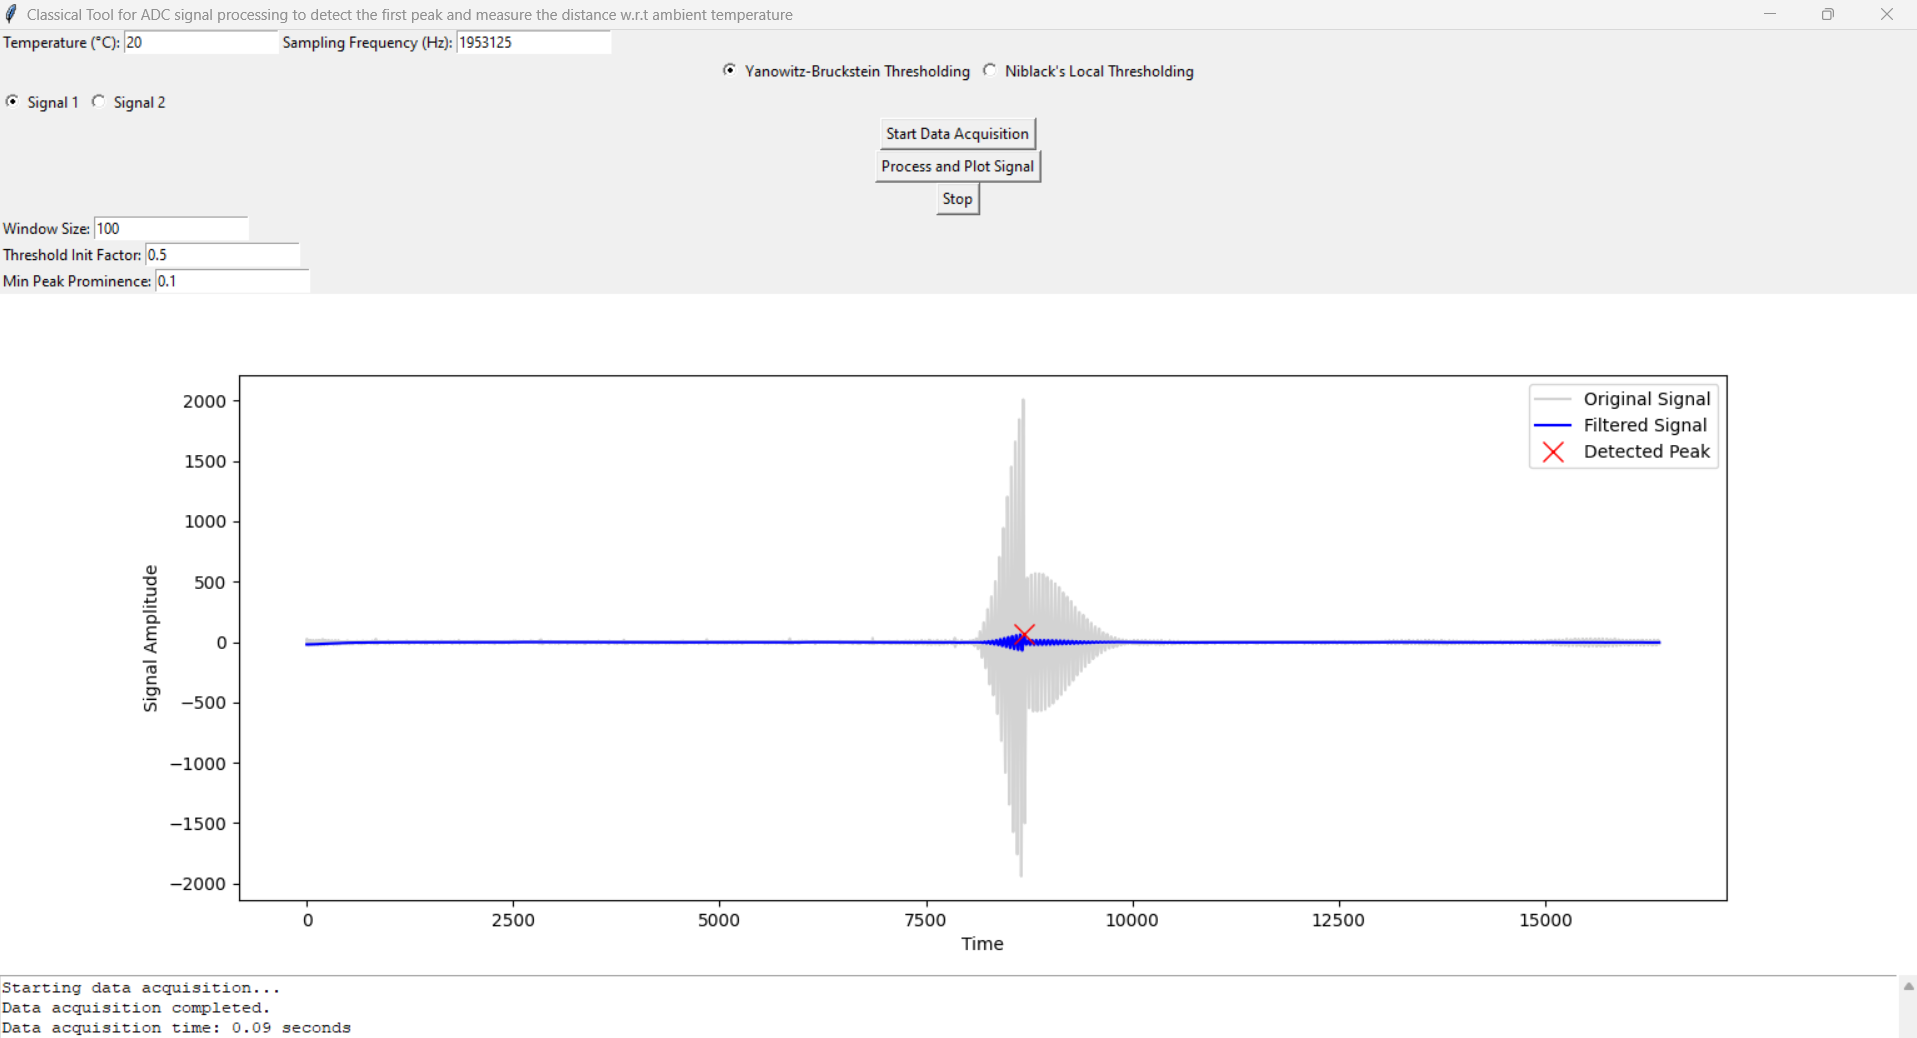 Classical Tool for ADC signal processing to detect the first peak and measure the distance w.r.t ambient temperature
Temperature (°C): 20 Sampling Frequency (Hz): 1953125
Yanowitz-Bruckstein Thresholding Niblack's Local Thresholding
Signal 1 Signal 2
Start Data Acquisition
Process and Plot Signal
Stop
Window Size: 100
Threshold Init Factor: 0.5
Min Peak Prominence: 0.1
Original Signal
Filtered Signal
Detected Peak
2000
1500
1000
500
0
−500
−1000
−1500
−2000
Signal Amplitude
0 2500 5000 7500 10000 12500 15000
Time
Starting data acquisition...
Data acquisition completed.
Data acquisition time: 0.09 seconds